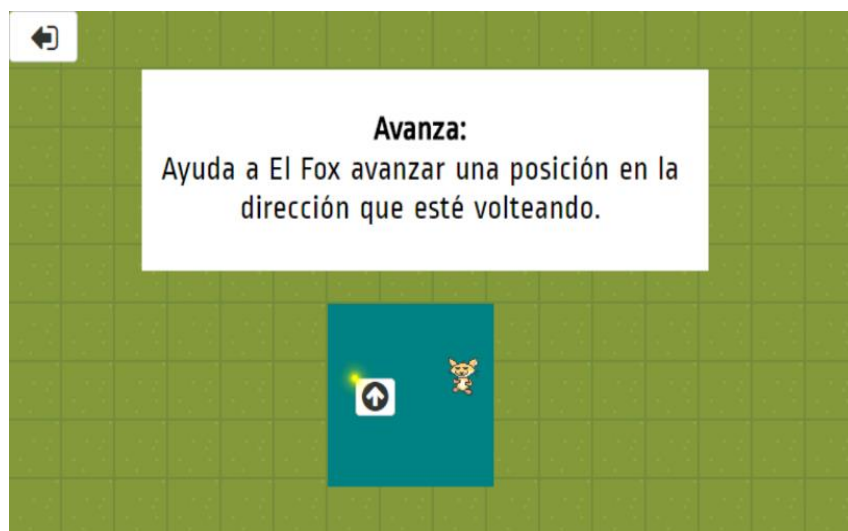 Avanza:
Ayuda a El Fox avanzar una posición en la
dirección que esté volteando.